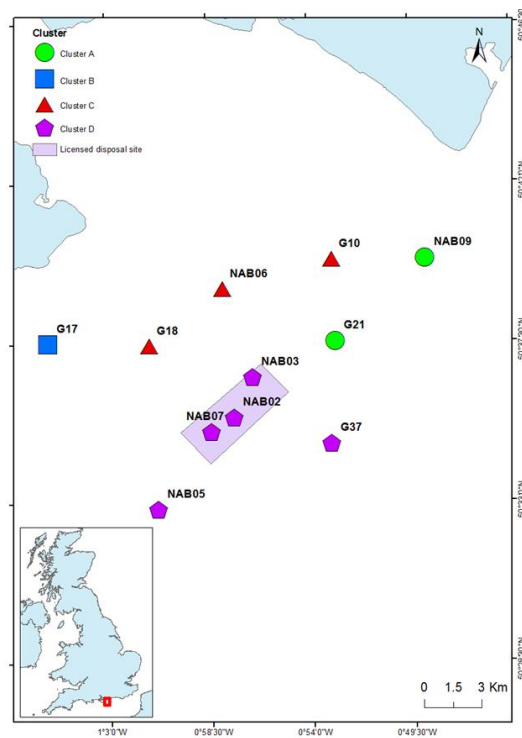 Cluster
Cluster A
Cluster B
Cluster C
Cluster D
Licensed disposal site
N
G10
NAB09
NAB06
G17
G18
G21
NAB03
NAB07
NAB02
G37
NAB05
0 1.5 3 Km
1°3'0"W
0°58'30"W
0°54'0"W
0°49'30"W